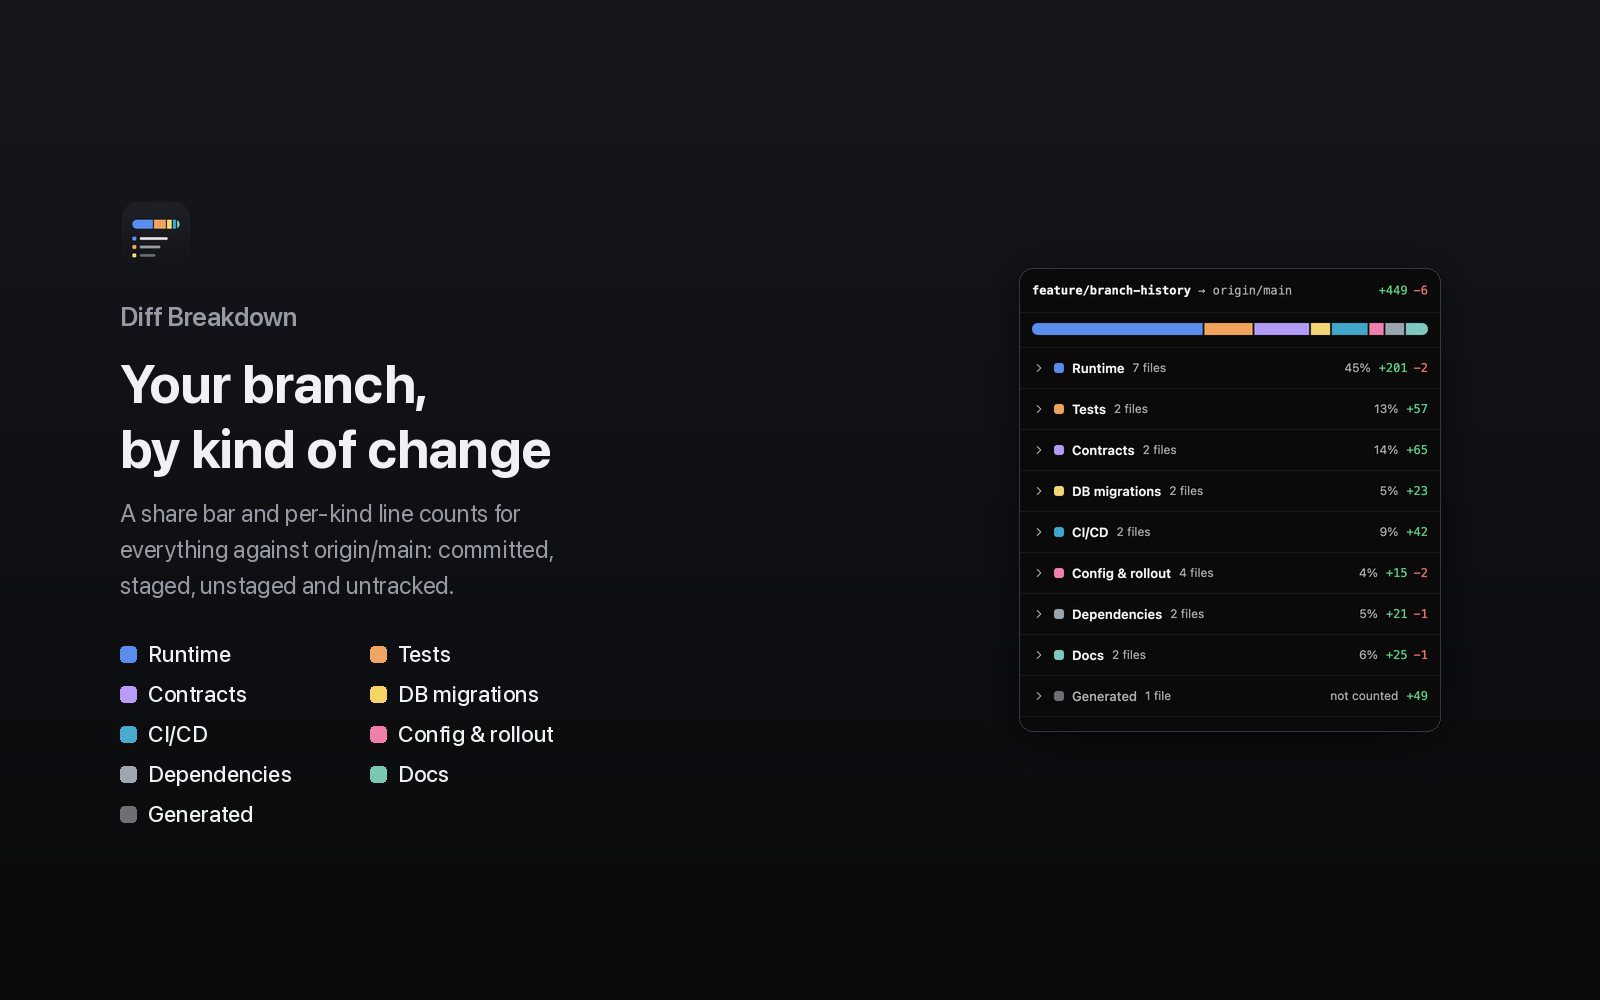 Diff Breakdown
Your branch,
by kind of change
A share bar and per-kind line counts for
everything against origin/main: committed,
staged, unstaged and untracked.
Runtime
Tests
Contracts
DB migrations
CI/CD
Config & rollout
Dependencies
Docs
Generated
feature/branch-history → origin/main +449 −6
Runtime 7 files 45% +201 −2
Tests 2 files 13% +57
Contracts 2 files 14% +65
DB migrations 2 files 5% +23
CI/CD 2 files 9% +42
Config & rollout 4 files 4% +15 −2
Dependencies 2 files 5% +21 −1
Docs 2 files 6% +25 −1
Generated 1 file not counted +49